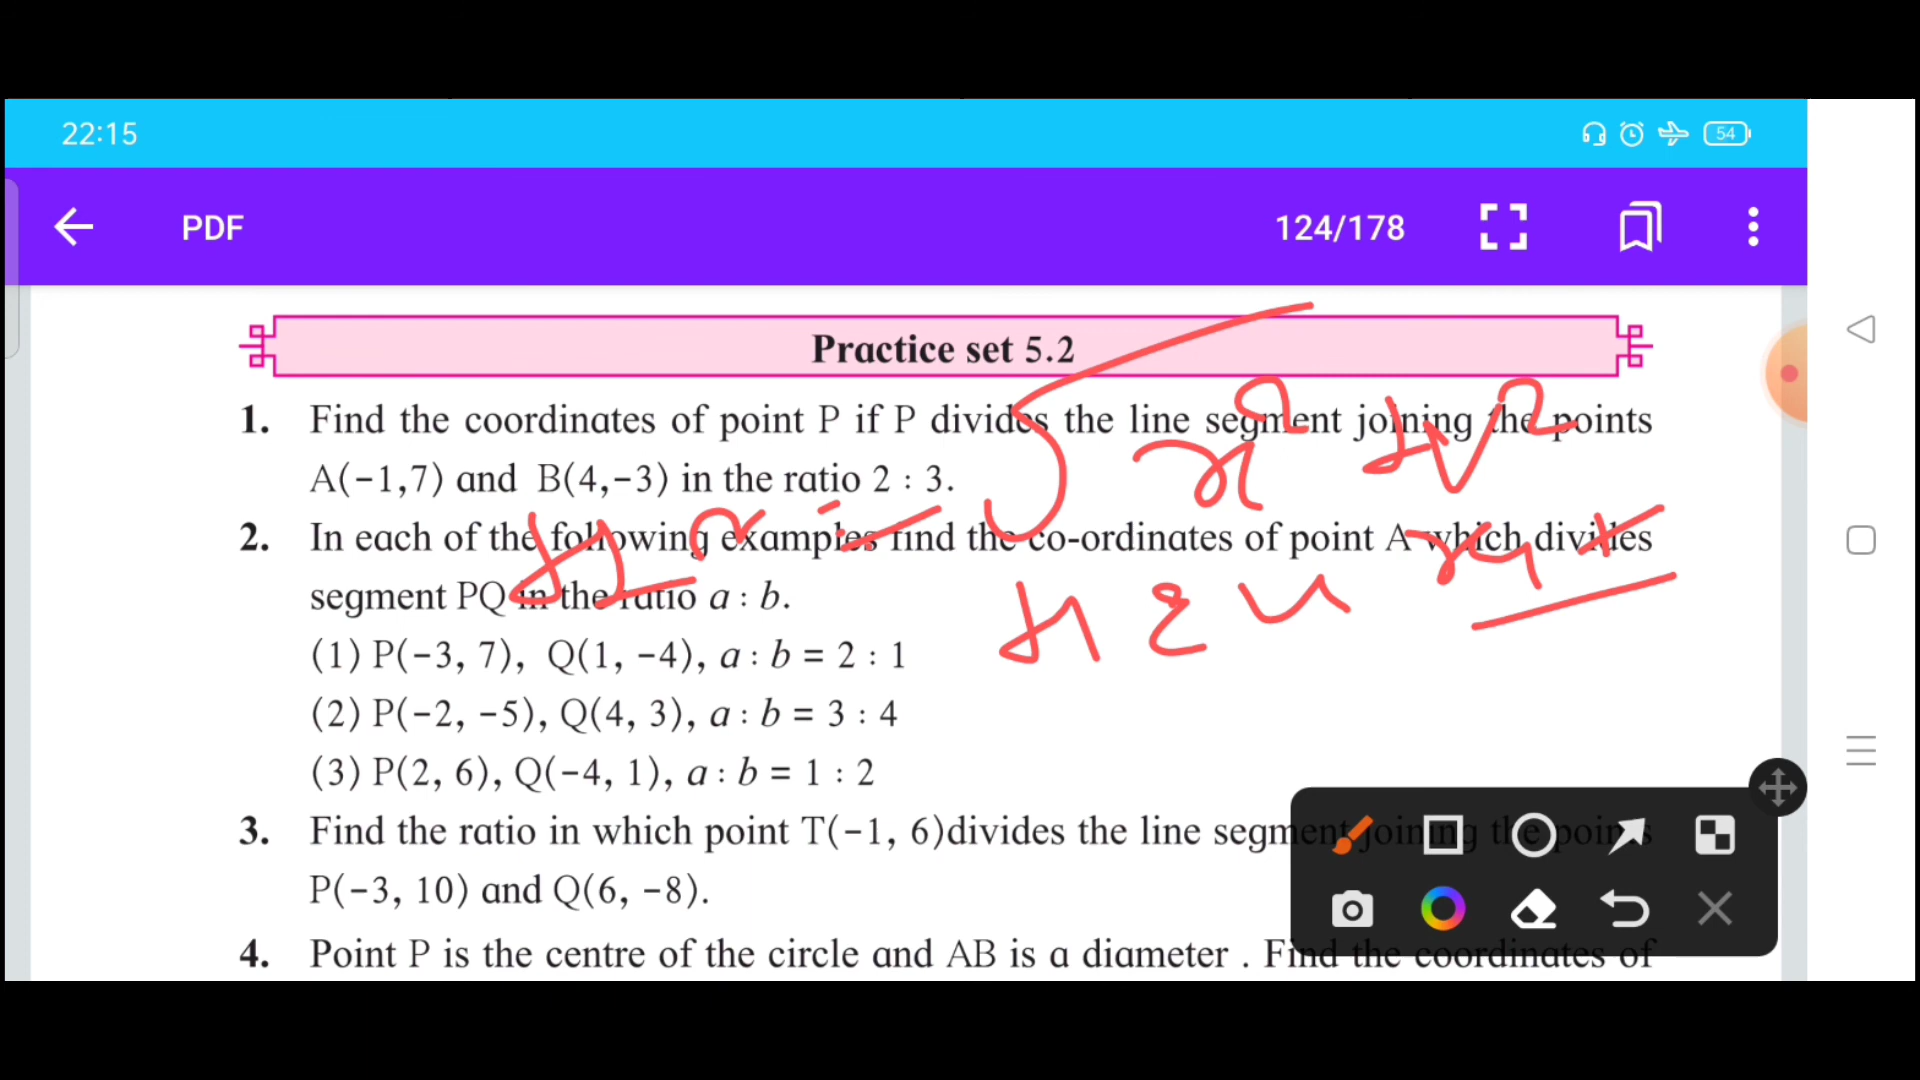 22:15 54
PDF 124/178
Practice set 5.2
1. Find the coordinates of point P if P divides the line segment joining the points
A(−1,7) and B(4,−3) in the ratio 2 : 3.
2. In each of the following examples find the co-ordinates of point A which divides
segment PQ in the ratio a : b.
(1) P(−3, 7), Q(1, −4), a : b = 2 : 1
(2) P(−2, −5), Q(4, 3), a : b = 3 : 4
(3) P(2, 6), Q(−4, 1), a : b = 1 : 2
3. Find the ratio in which point T(−1, 6)divides the line segment joining the points
P(−3, 10) and Q(6, −8).
4. Point P is the centre of the circle and AB is a diameter . Find the coordinates of